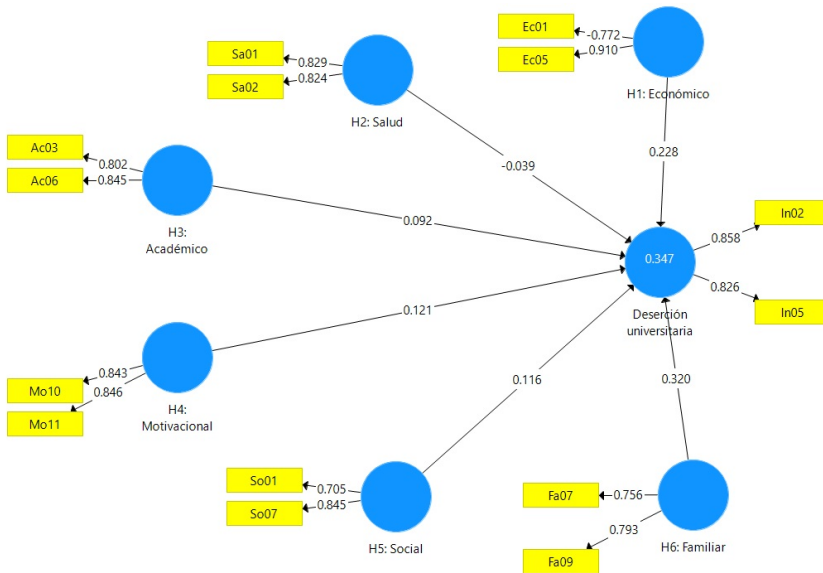 Ec01
-0.772
Ec05
0.910
H1: Económico
Sa01
0.829
Sa02
0.824
H2: Salud
0.228
-0.039
Ac03
0.802
Ac06
0.845
H3:
Académico
0.092
In02
0.858
0.347
0.826
In05
Deserción
universitaria
0.121
Mo10
0.843
Mo11
0.846
H4:
Motivacional
0.116
0.320
So01
0.705
So07
0.845
H5: Social
Fa07
0.756
0.793
Fa09
H6: Familiar